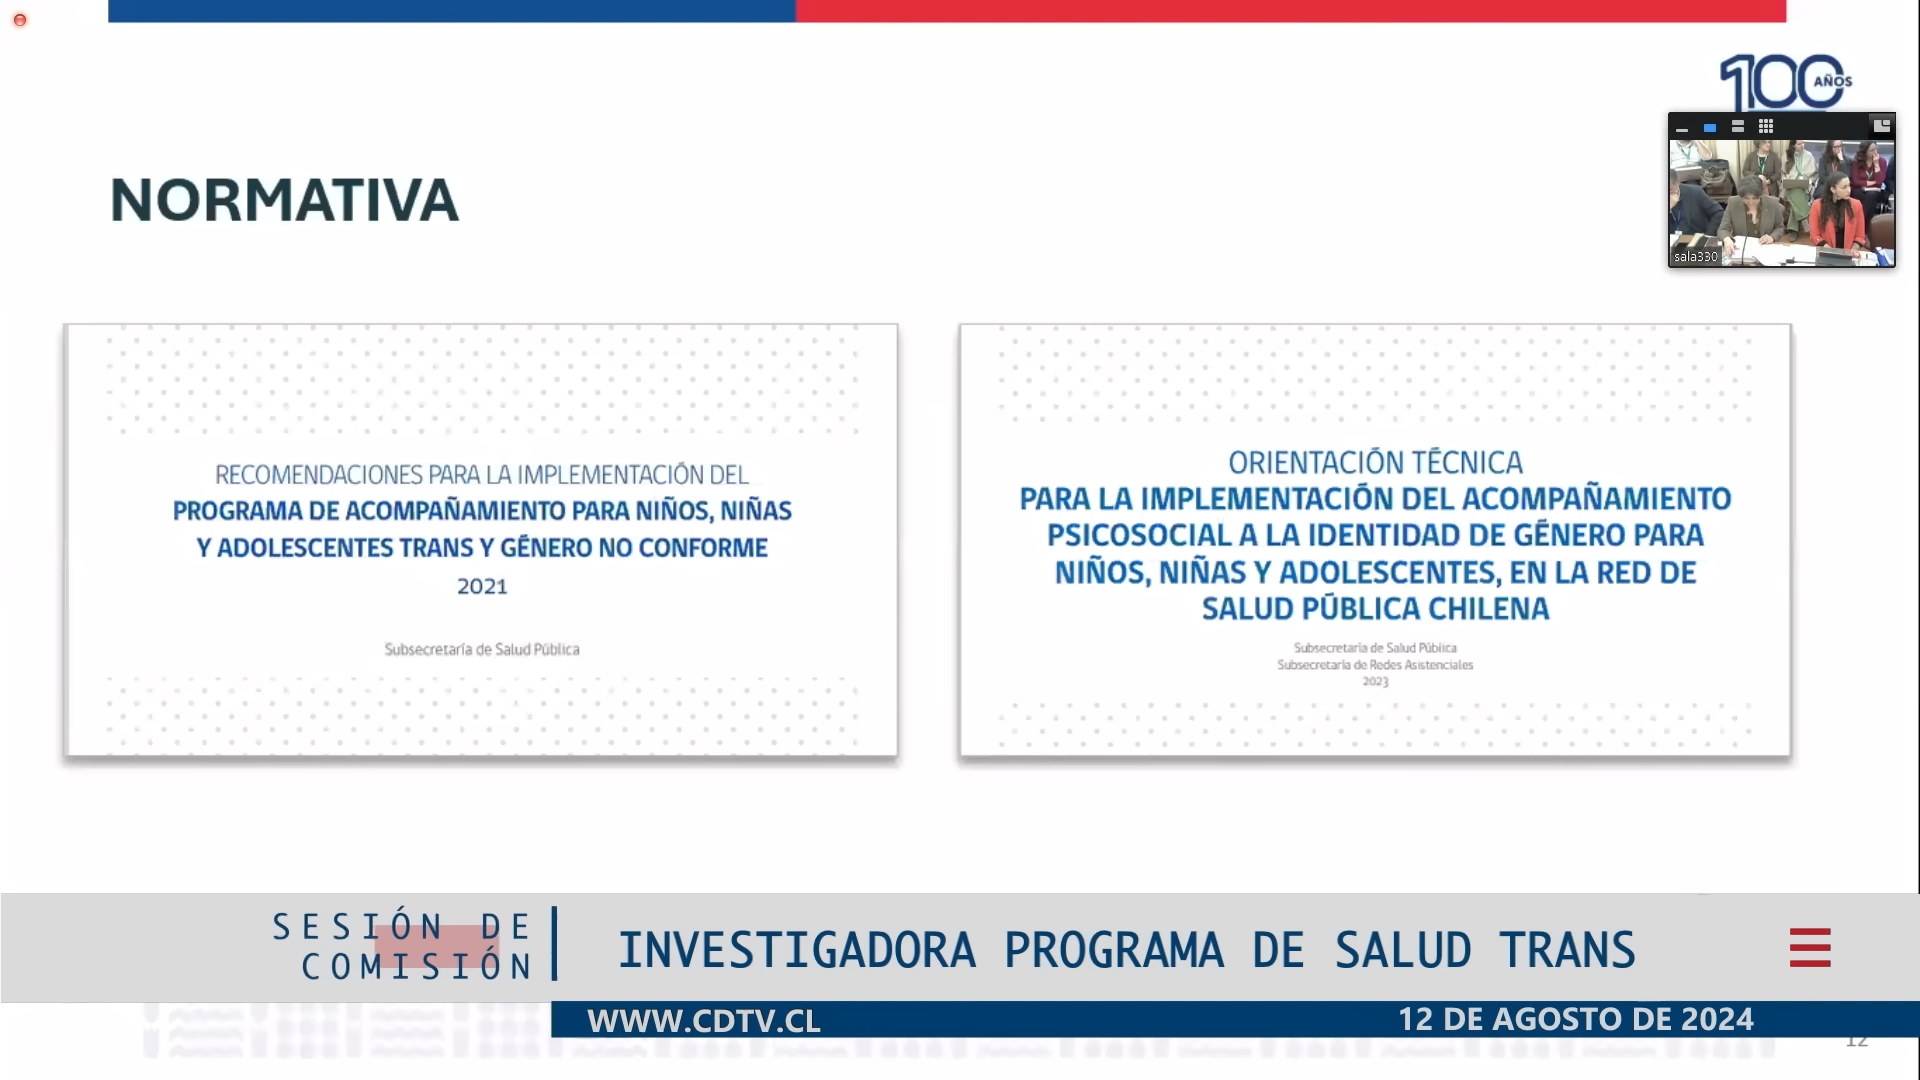 100 AÑOS
sala330
NORMATIVA
RECOMENDACIONES PARA LA IMPLEMENTACIÓN DEL
PROGRAMA DE ACOMPAÑAMIENTO PARA NIÑOS, NIÑAS
Y ADOLESCENTES TRANS Y GÉNERO NO CONFORME
2021
Subsecretaría de Salud Pública
ORIENTACIÓN TÉCNICA
PARA LA IMPLEMENTACIÓN DEL ACOMPAÑAMIENTO
PSICOSOCIAL A LA IDENTIDAD DE GÉNERO PARA
NIÑOS, NIÑAS Y ADOLESCENTES, EN LA RED DE
SALUD PÚBLICA CHILENA
Subsecretaría de Salud Pública
Subsecretaría de Redes Asistenciales
2023
SESIÓN DE
COMISIÓN
INVESTIGADORA PROGRAMA DE SALUD TRANS
WWW.CDTV.CL
12 DE AGOSTO DE 2024
12